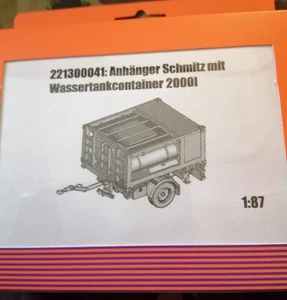 221300041: Anhänger Schmitz mit
Wassertankcontainer 2000l
1:87